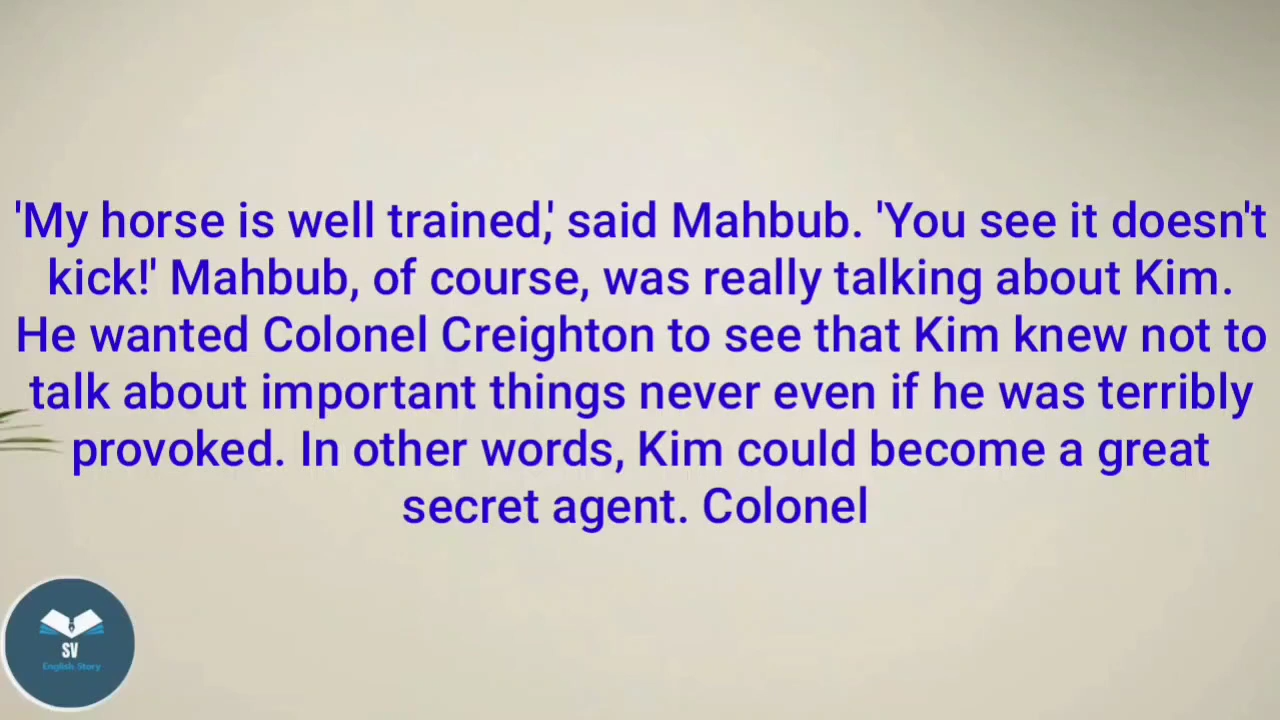 'My horse is well trained,' said Mahbub. 'You see it doesn't
kick!' Mahbub, of course, was really talking about Kim.
He wanted Colonel Creighton to see that Kim knew not to
talk about important things never even if he was terribly
provoked. In other words, Kim could become a great
secret agent. Colonel
SV
English Story